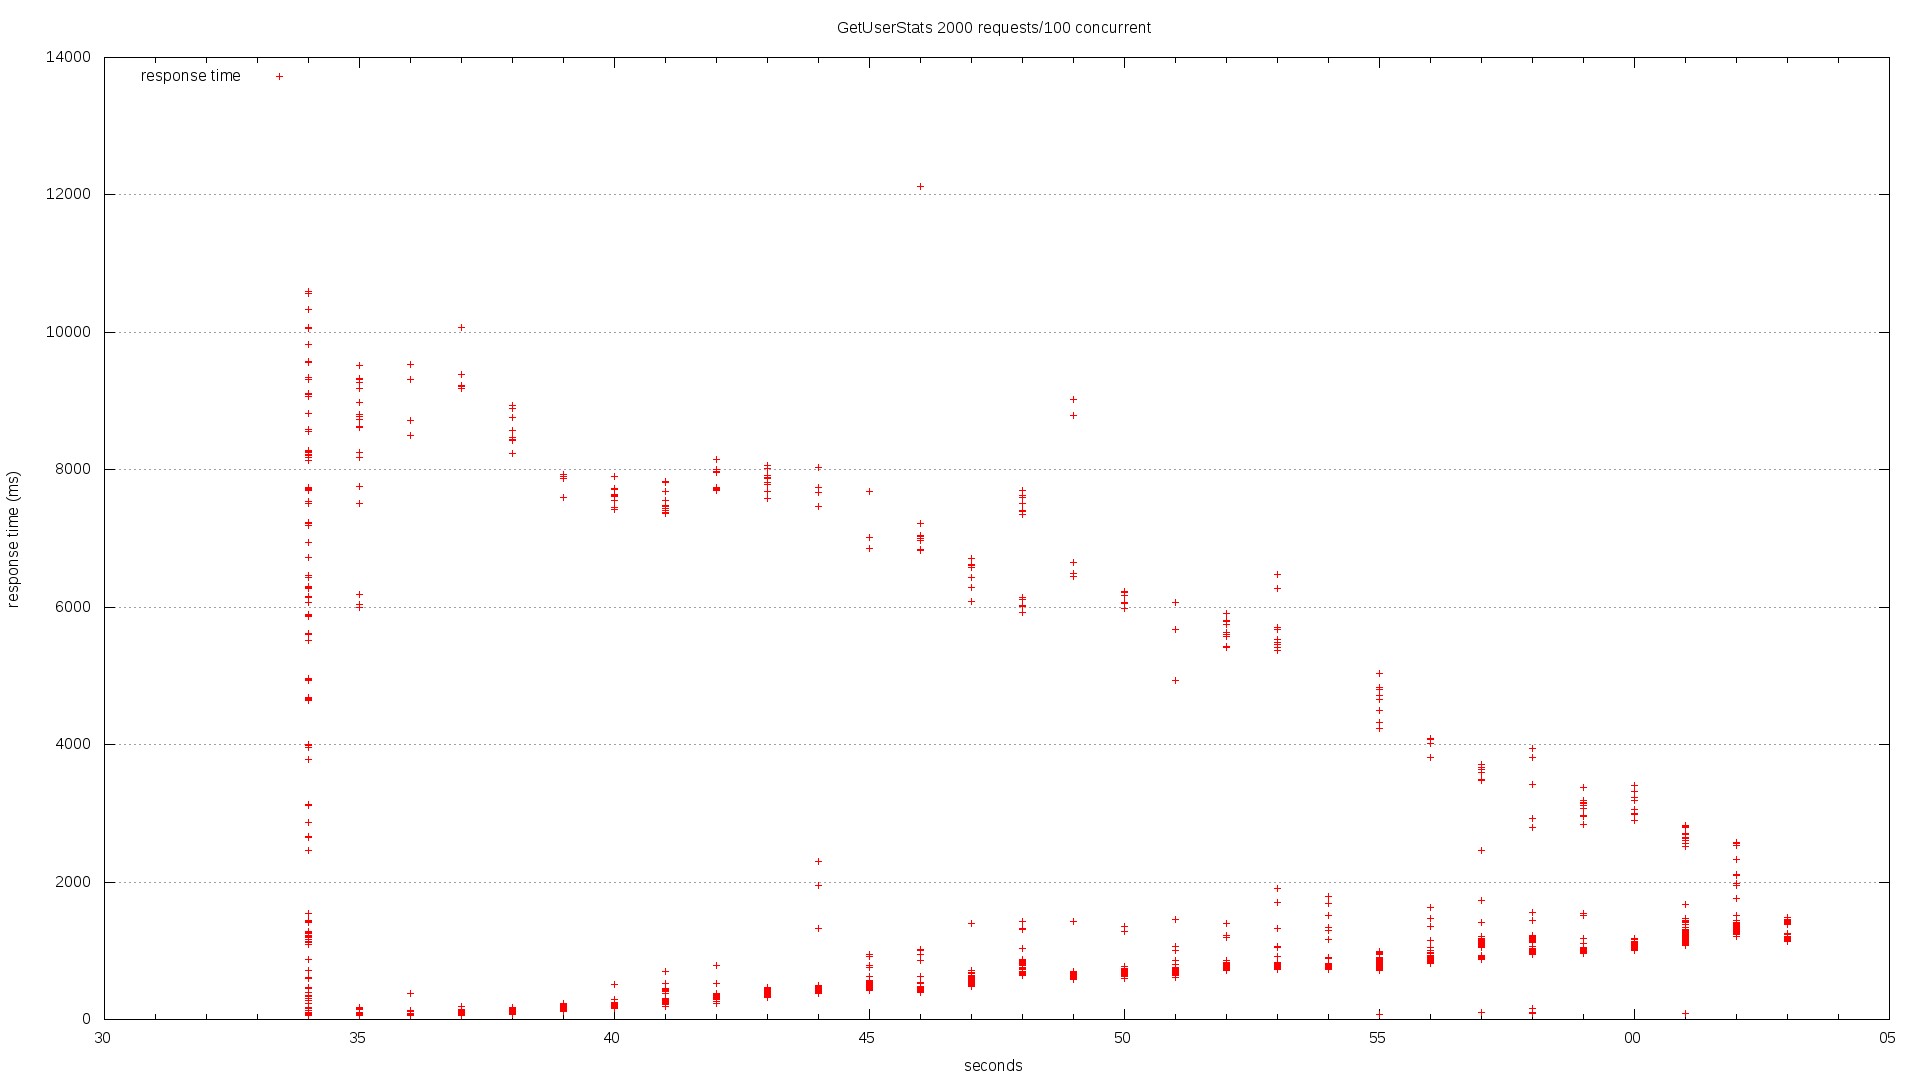 GetUserStats 2000 requests/100 concurrent
response time
14000
12000
10000
8000
6000
4000
2000
0
response time (ms)
30 35 40 45 50 55 00 05
seconds